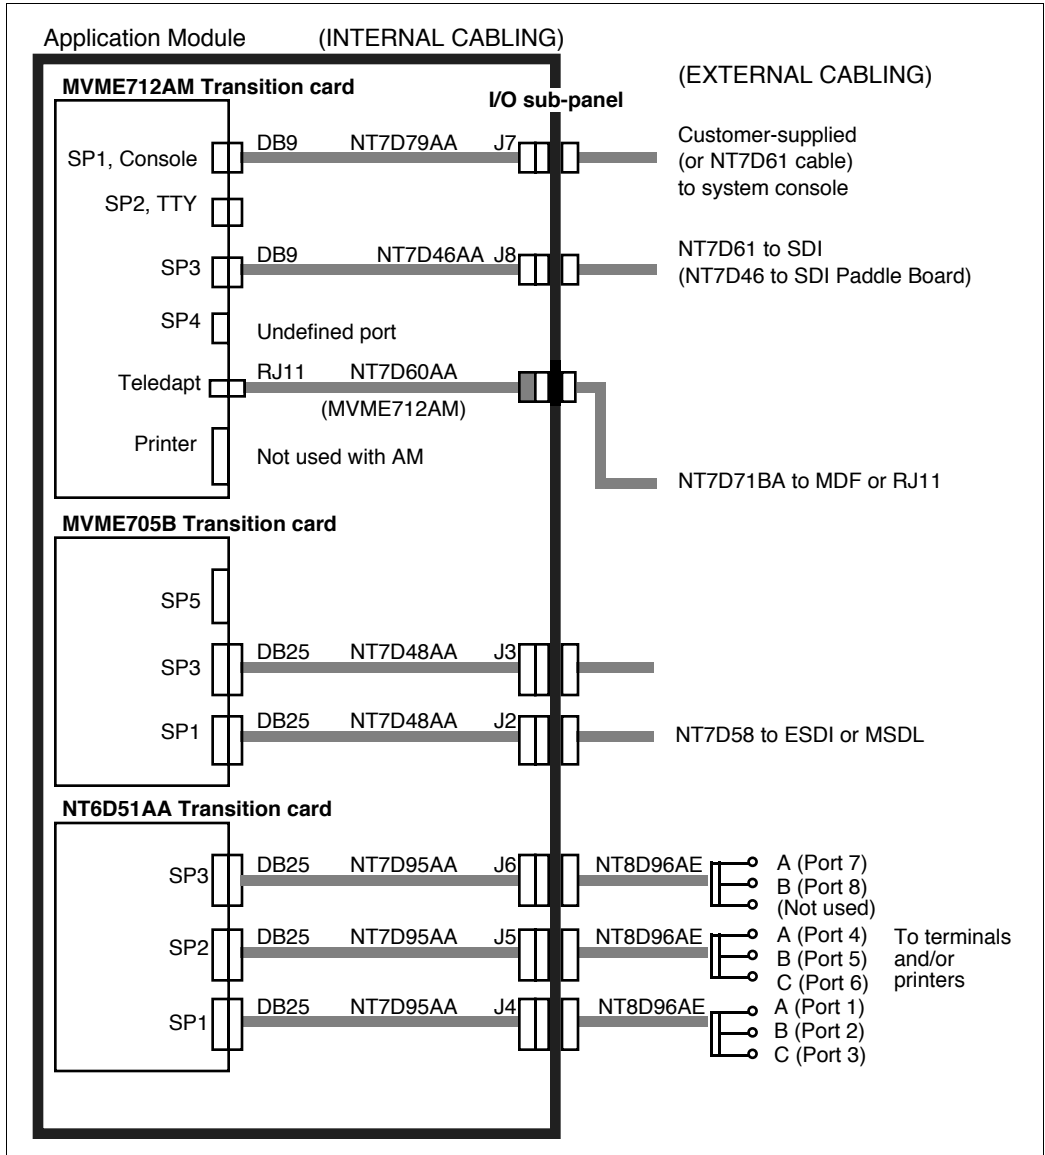 Application Module (INTERNAL CABLING)
(EXTERNAL CABLING)
MVME712AM Transition card
I/O sub-panel
SP1, Console DB9 NT7D79AA J7
Customer-supplied
(or NT7D61 cable)
to system console
SP2, TTY
SP3 DB9 NT7D46AA J8
NT7D61 to SDI
(NT7D46 to SDI Paddle Board)
SP4 Undefined port
Teledapt RJ11 NT7D60AA
(MVME712AM)
Printer Not used with AM
NT7D71BA to MDF or RJ11
MVME705B Transition card
SP5
SP3 DB25 NT7D48AA J3
SP1 DB25 NT7D48AA J2 NT7D58 to ESDI or MSDL
NT6D51AA Transition card
SP3 DB25 NT7D95AA J6 NT8D96AE
A (Port 7)
B (Port 8)
(Not used)
SP2 DB25 NT7D95AA J5 NT8D96AE
A (Port 4)
B (Port 5)
C (Port 6)
To terminals
and/or
printers
SP1 DB25 NT7D95AA J4 NT8D96AE
A (Port 1)
B (Port 2)
C (Port 3)